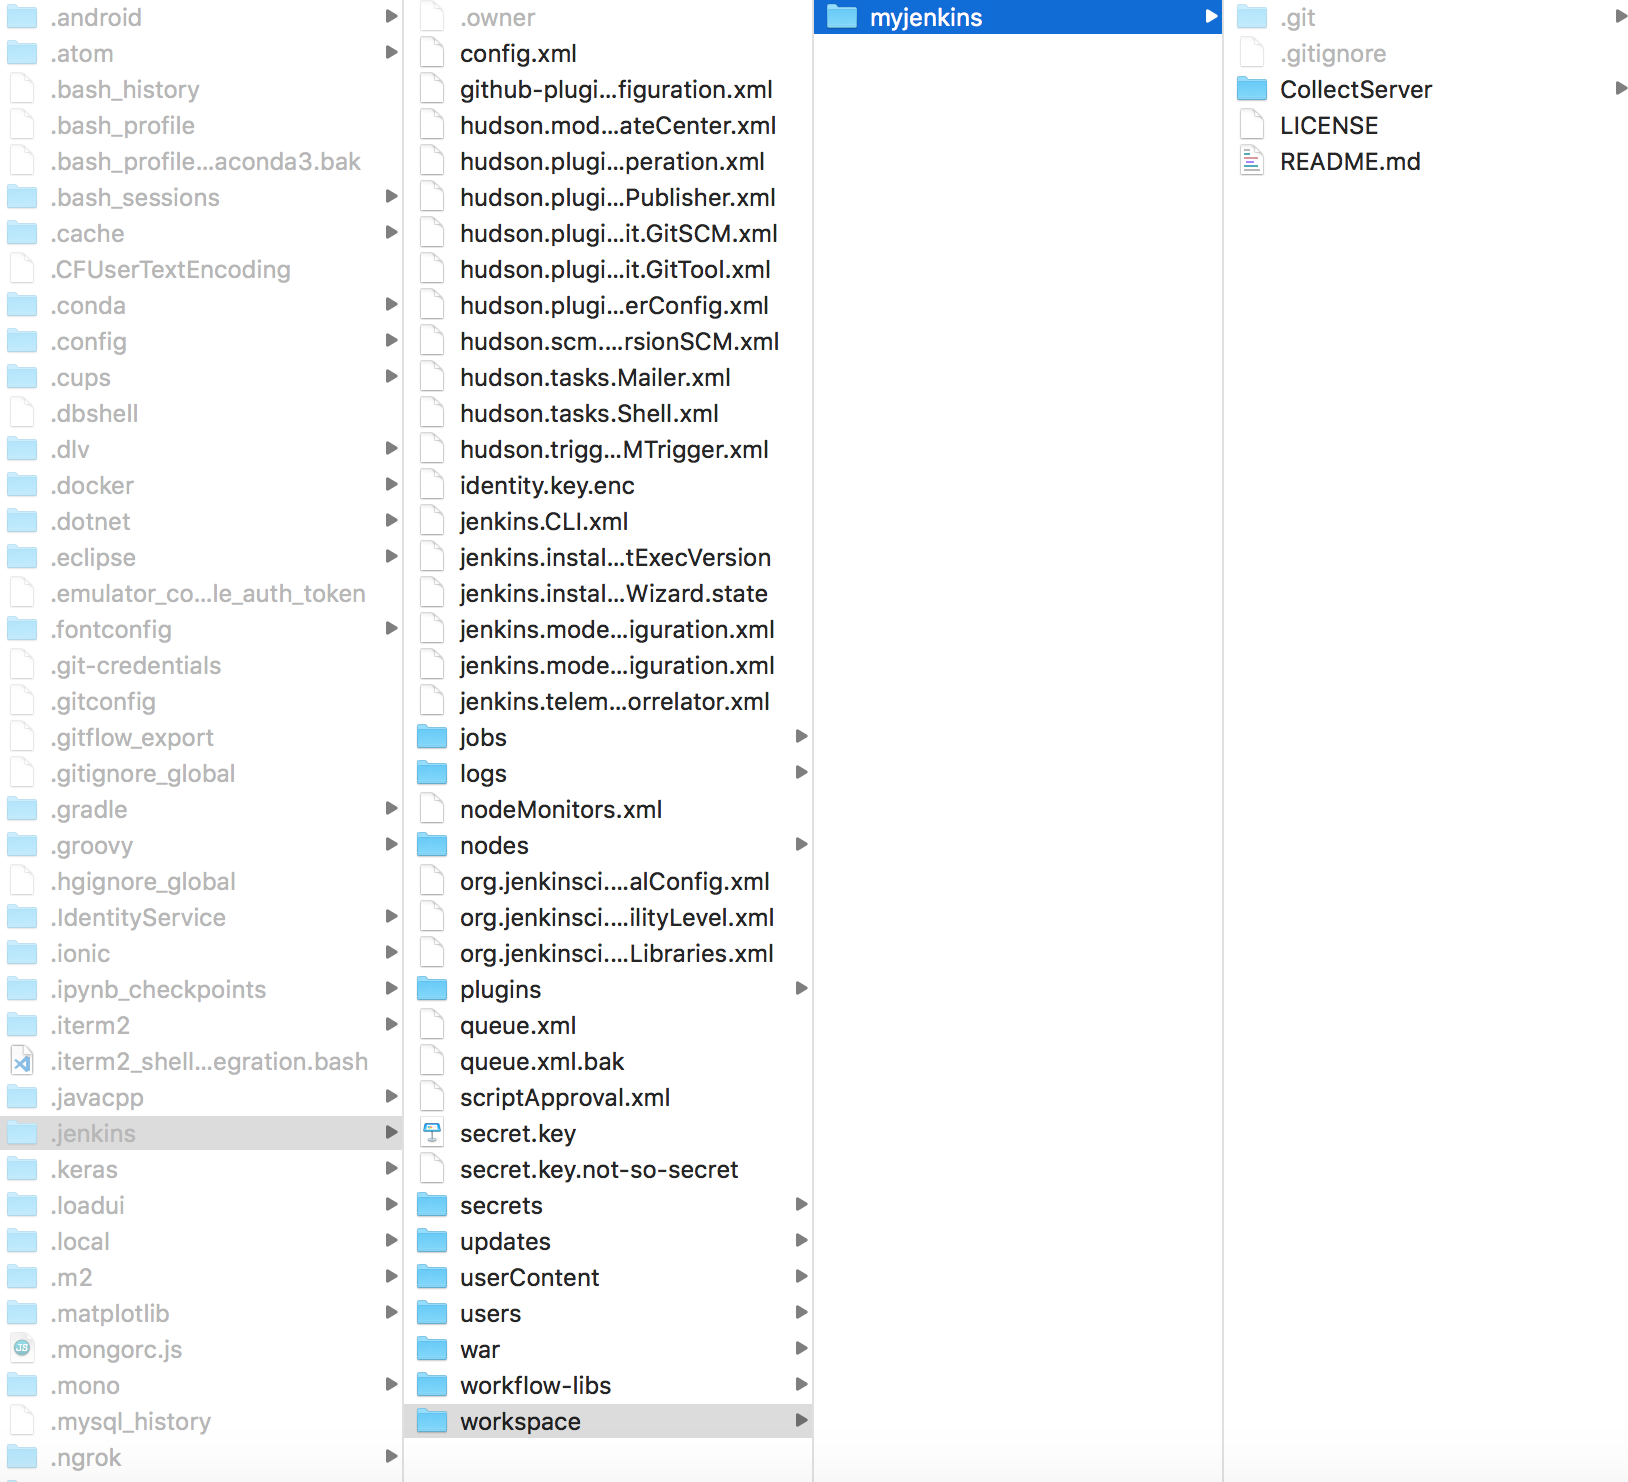 .android
.atom
.bash_history
.bash_profile
.bash_profile...aconda3.bak
.bash_sessions
.cache
.CFUserTextEncoding
.conda
.config
.cups
.dbshell
.dlv
.docker
.dotnet
.eclipse
.emulator_co...le_auth_token
.fontconfig
.git-credentials
.gitconfig
.gitflow_export
.gitignore_global
.gradle
.groovy
.hgignore_global
.IdentityService
.ionic
.ipynb_checkpoints
.iterm2
.iterm2_shell...egration.bash
.javacpp
.jenkins
.keras
.loadui
.local
.m2
.matplotlib
.mongorc.js
.mono
.mysql_history
.ngrok
.owner
config.xml
github-plugi...figuration.xml
hudson.mod...ateCenter.xml
hudson.plugi...peration.xml
hudson.plugi...Publisher.xml
hudson.plugi...it.GitSCM.xml
hudson.plugi...it.GitTool.xml
hudson.plugi...erConfig.xml
hudson.scm....rsionSCM.xml
hudson.tasks.Mailer.xml
hudson.tasks.Shell.xml
hudson.trigg...MTrigger.xml
identity.key.enc
jenkins.CLI.xml
jenkins.instal...tExecVersion
jenkins.instal...Wizard.state
jenkins.mode...iguration.xml
jenkins.mode...iguration.xml
jenkins.telem...orrelator.xml
jobs
logs
nodeMonitors.xml
nodes
org.jenkinsci....alConfig.xml
org.jenkinsci....ilityLevel.xml
org.jenkinsci....Libraries.xml
plugins
queue.xml
queue.xml.bak
scriptApproval.xml
secret.key
secret.key.not-so-secret
secrets
updates
userContent
users
war
workflow-libs
workspace
myjenkins
.git
.gitignore
CollectServer
LICENSE
README.md